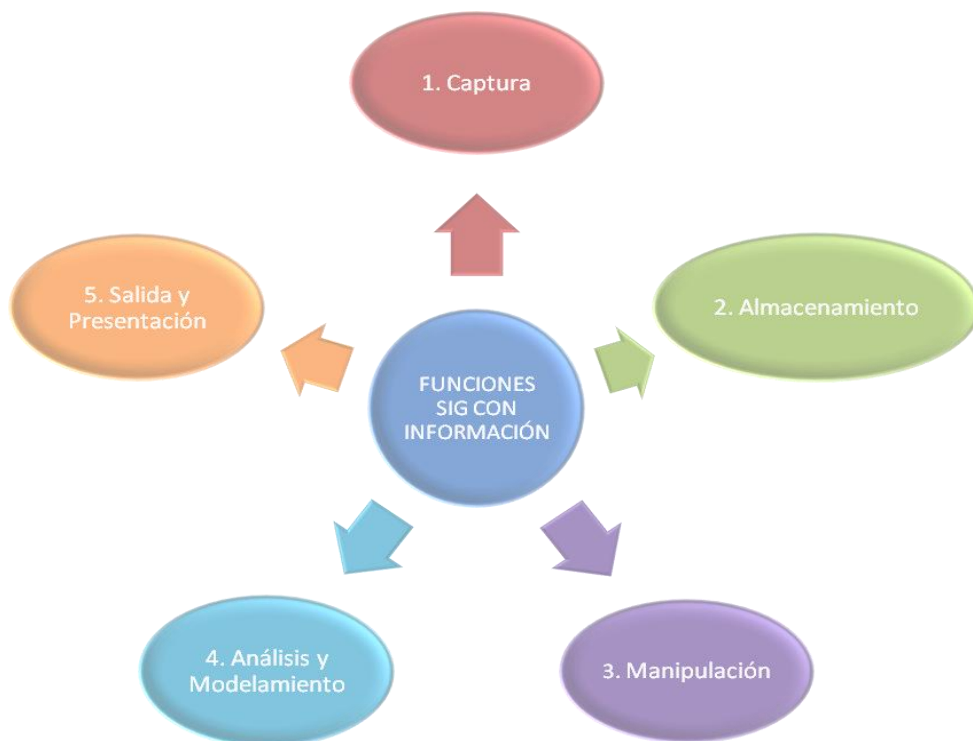 1. Captura
2. Almacenamiento
3. Manipulación
4. Análisis y
Modelamiento
5. Salida y
Presentación
FUNCIONES
SIG CON
INFORMACIÓN